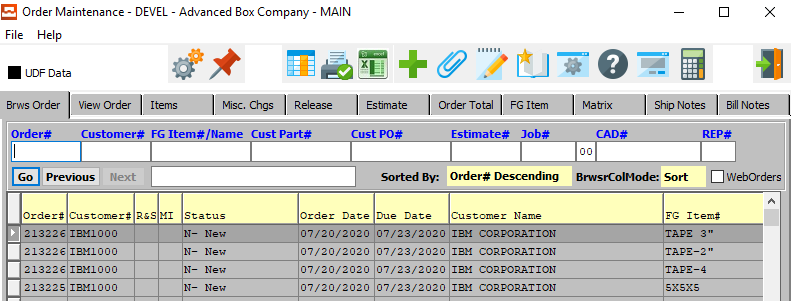 Order Maintenance - DEVEL - Advanced Box Company - MAIN
File Help
UDF Data
Brws Order View Order Items Misc. Chgs Release Estimate Order Total FG Item Matrix Ship Notes Bill Notes
Order# Customer# FG Item#/Name Cust Part# Cust PO# Estimate# Job# CAD# REP#
00
Go Previous Next Sorted By: Order# Descending BrwsrColMode: Sort WebOrders
Order# Customer# R&S MI Status Order Date Due Date Customer Name FG Item#
213226 IBM1000 N- New 07/20/2020 07/23/2020 IBM CORPORATION TAPE 3"
213226 IBM1000 N- New 07/20/2020 07/23/2020 IBM CORPORATION TAPE-2"
213226 IBM1000 N- New 07/20/2020 07/23/2020 IBM CORPORATION TAPE-4
213225 IBM1000 N- New 07/20/2020 07/23/2020 IBM CORPORATION 5X5X5